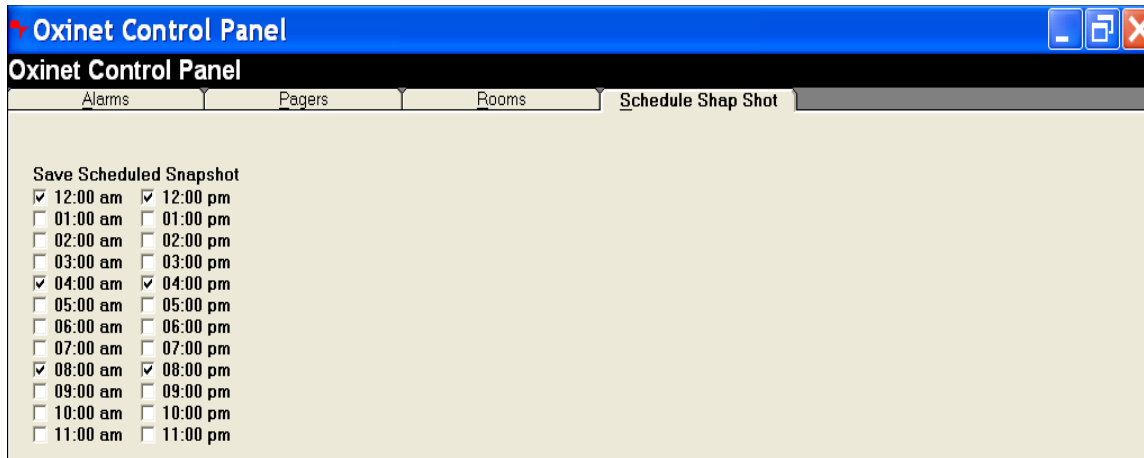 Oxinet Control Panel
Oxinet Control Panel
Alarms Pagers Rooms Schedule Shap Shot
Save Scheduled Snapshot
12:00 am 12:00 pm
01:00 am 01:00 pm
02:00 am 02:00 pm
03:00 am 03:00 pm
04:00 am 04:00 pm
05:00 am 05:00 pm
06:00 am 06:00 pm
07:00 am 07:00 pm
08:00 am 08:00 pm
09:00 am 09:00 pm
10:00 am 10:00 pm
11:00 am 11:00 pm